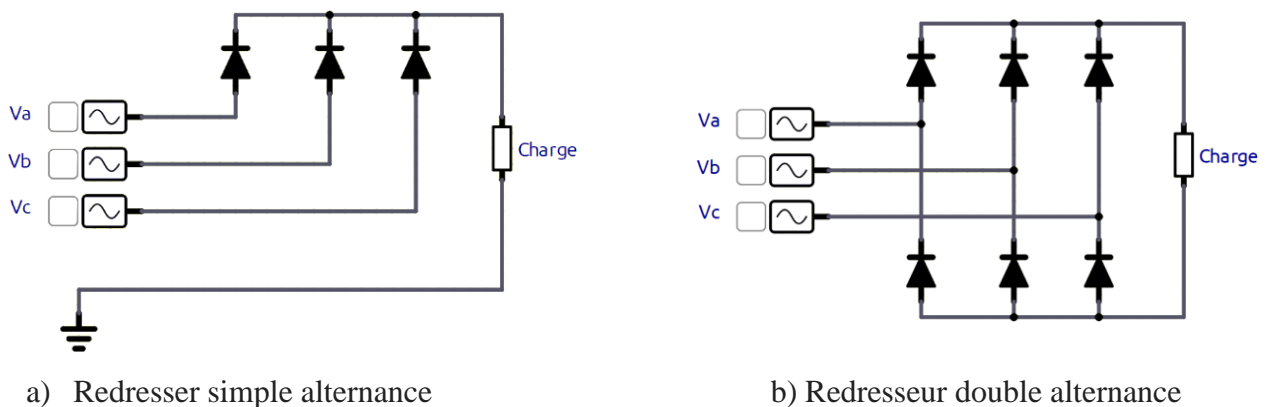 Va
Vb
Vc
Charge
Va
Vb
Vc
Charge
a) Redresser simple alternance
b) Redresseur double alternance